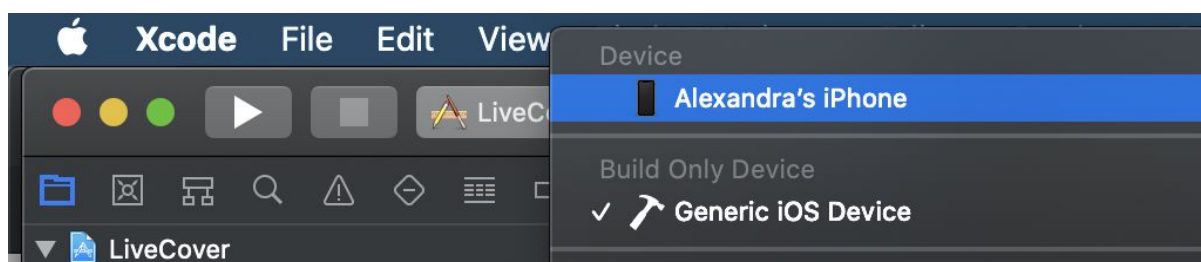 Xcode File Edit View
Device
Alexandra's iPhone
LiveCo
Build Only Device
Generic iOS Device
LiveCover